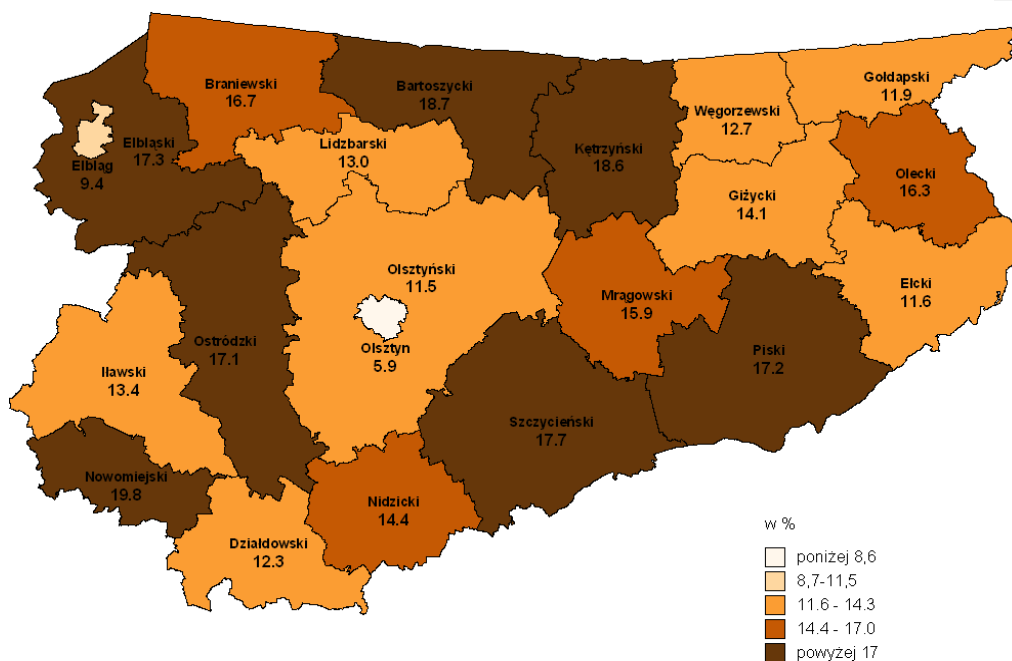 Braniewski
16.7
Bartoszycki
18.7
Gołdapski
11.9
Węgorzewski
12.7
Elbląski
17.3
Elbląg
9.4
Lidzbarski
13.0
Kętrzyński
18.6
Olecki
16.3
Giżycki
14.1
Olsztyński
11.5
Mrągowski
15.9
Ełcki
11.6
Ostródzki
17.1
Olsztyn
5.9
Piski
17.2
Iławski
13.4
Szczycieński
17.7
Nowomiejski
19.8
Nidzicki
14.4
Działdowski
12.3
w %
poniżej 8,6
8,7-11,5
11.6 - 14.3
14.4 - 17.0
powyżej 17